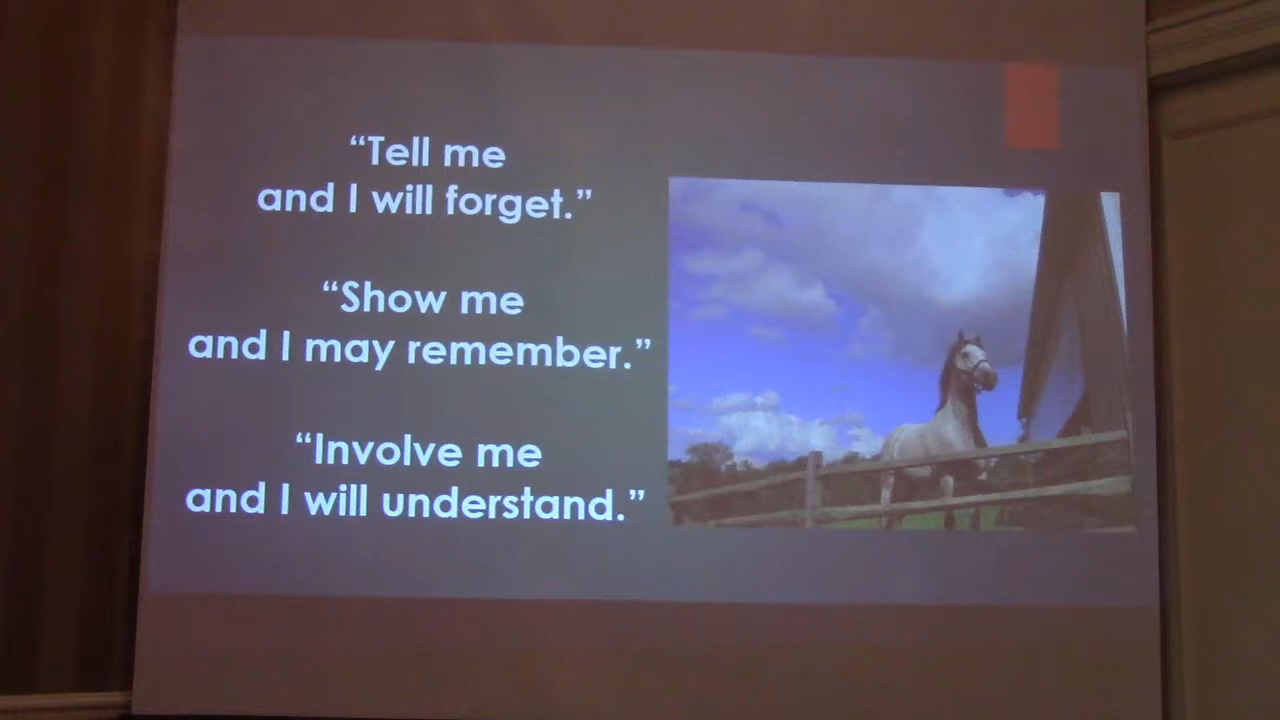 “Tell me
and I will forget.”
“Show me
and I may remember.”
“Involve me
and I will understand.”